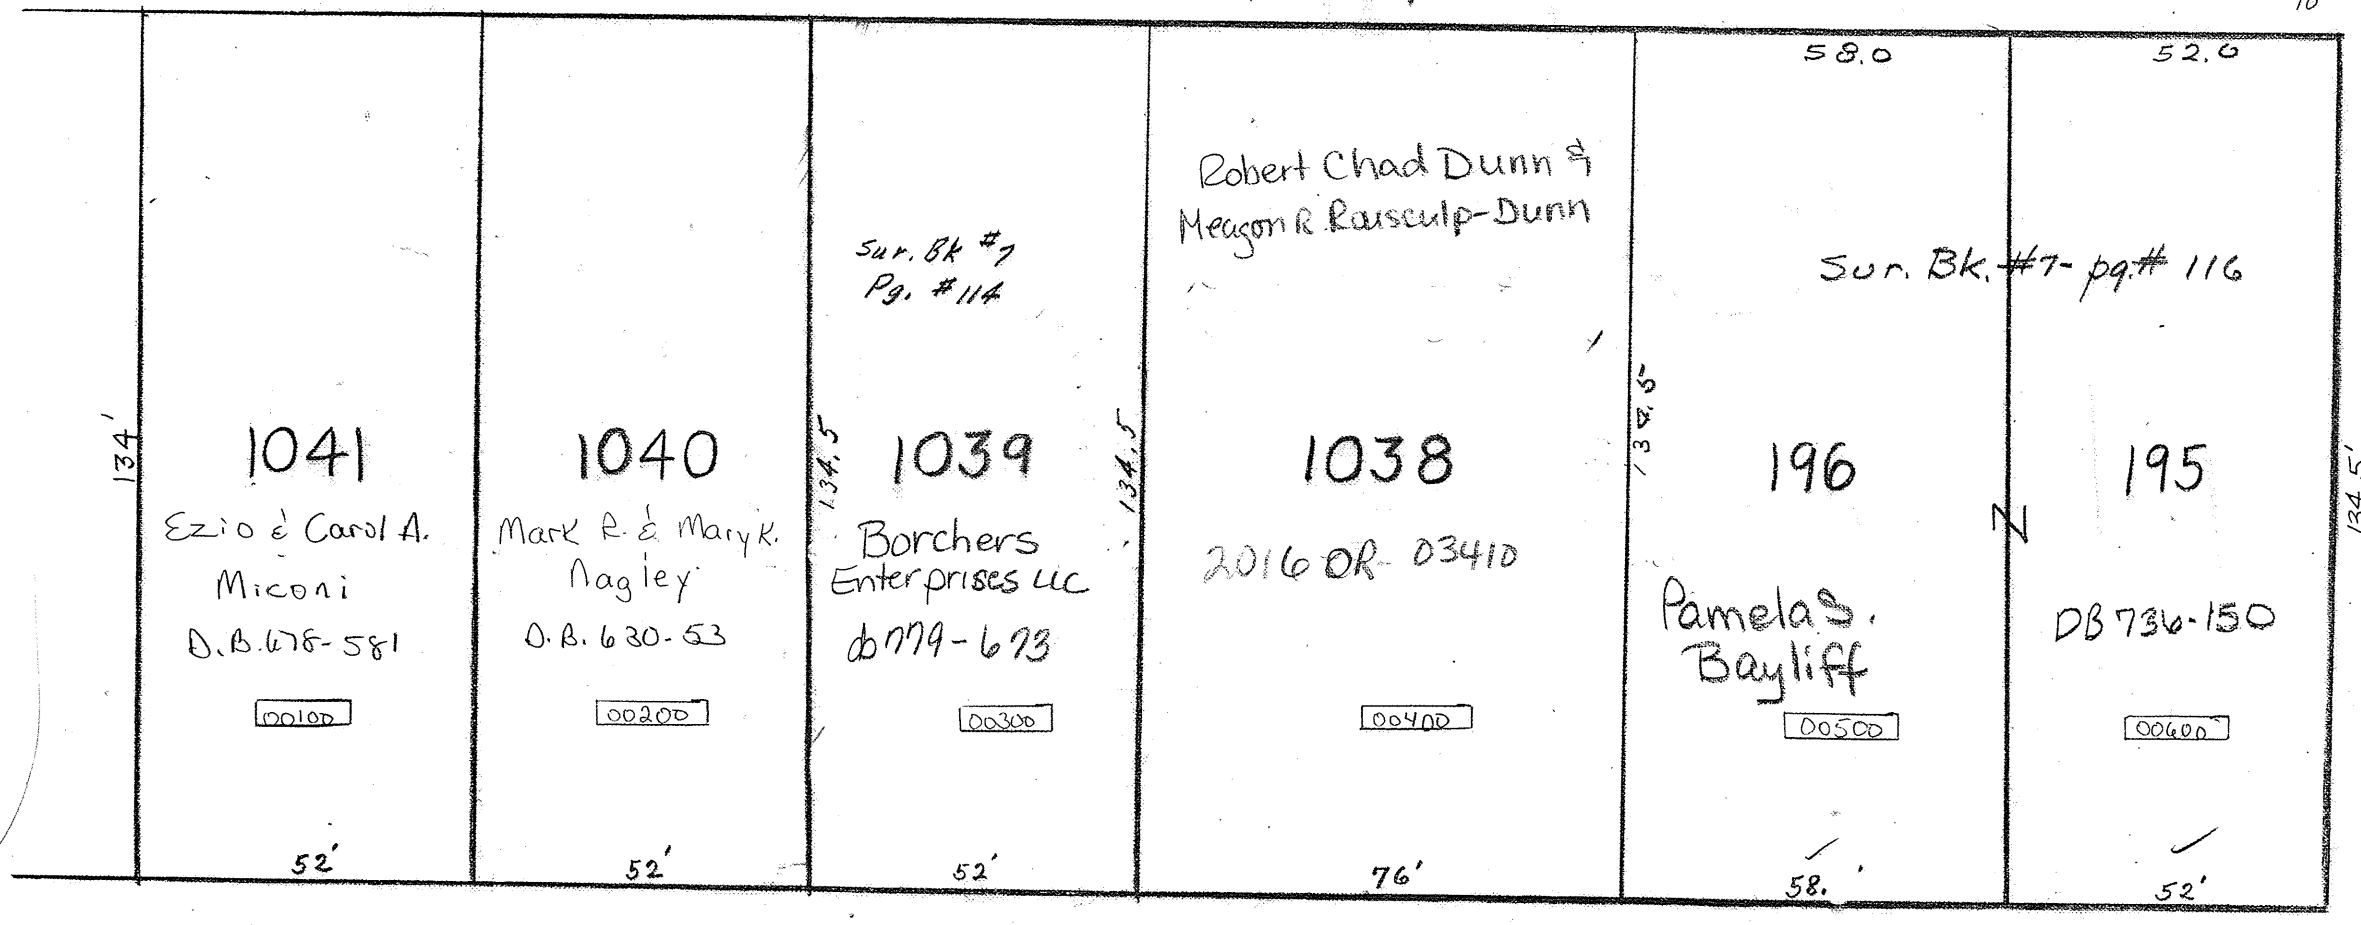 58.0
52.0
Robert Chad Dunn &
Meagon R. Rausculp-Dunn
Sur. Bk #7
Pg. #114
Sur. Bk. #7- pg.# 116
134'
1041
1040
134.5
1039
134.5
1038
134.5
196
195
134.5'
Ezio & Carol A.
Miconi
D.B. 678-581
Mark R. & Mary K.
Nagley
D.B. 630-53
Borchers
Enterprises LLC
db 779-673
2016 OR- 03410
Pamela S.
Bayliff
Z
DB 736-150
00100
00200
00300
00400
00500
00600
52'
52'
52'
76'
58.'
52'